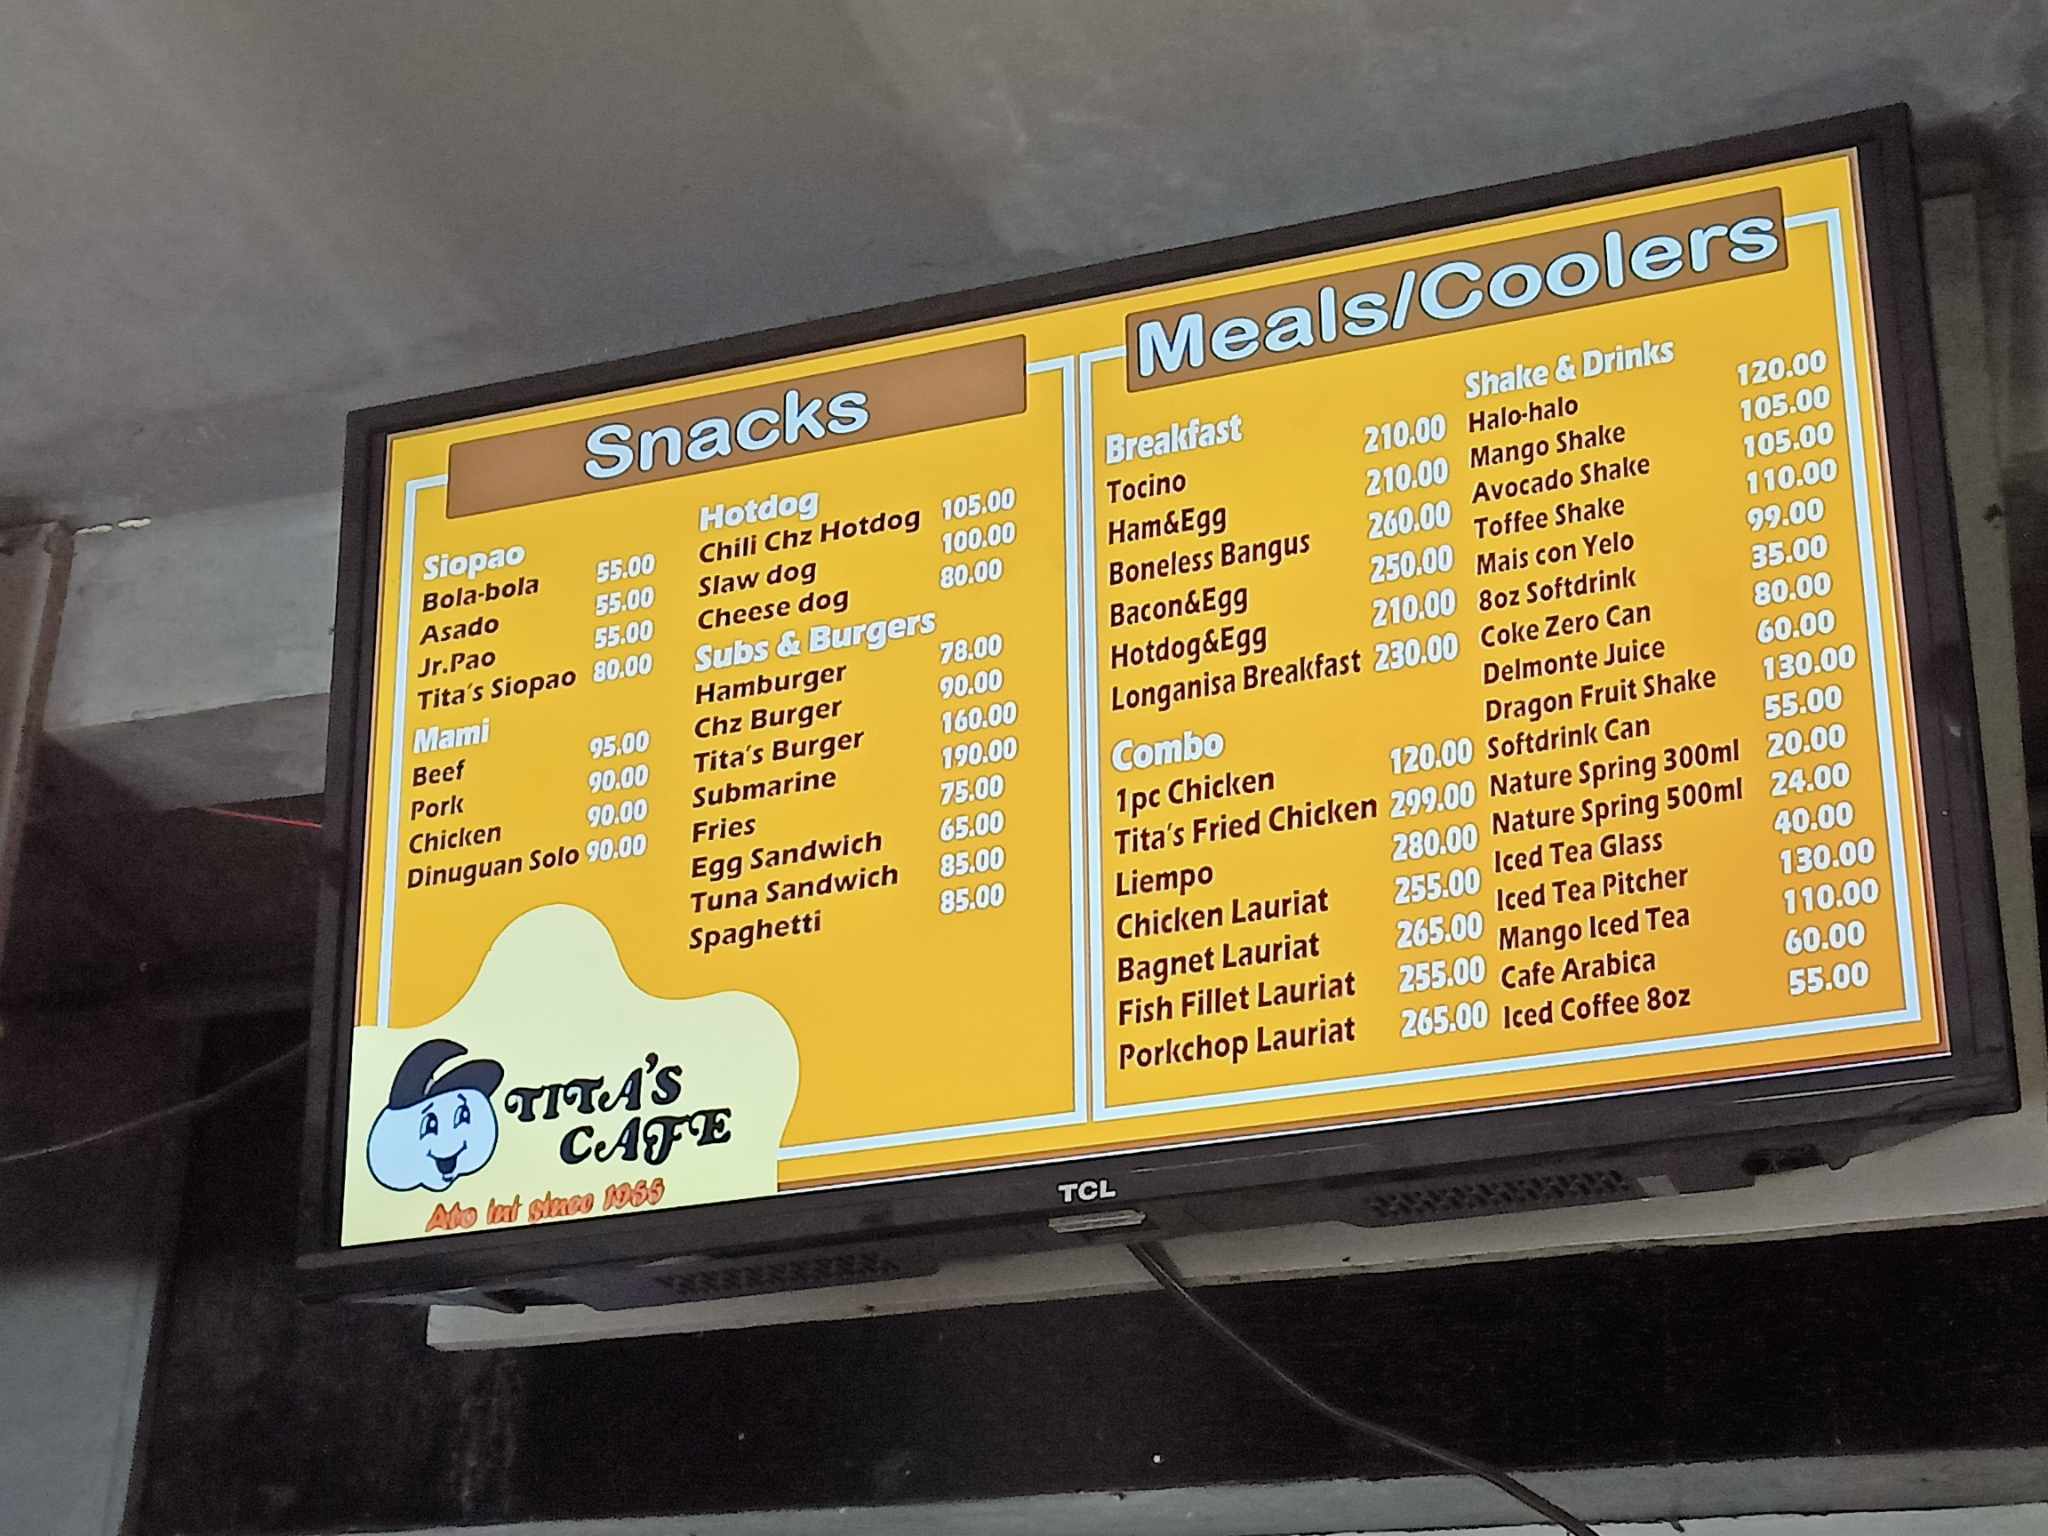 Snacks
Siopao
Bola-bola 55.00
Asado 55.00
Jr.Pao 55.00
Tita's Siopao 80.00
Mami
Beef 95.00
Pork 90.00
Chicken 90.00
Dinuguan Solo 90.00
Hotdog
Chili Chz Hotdog 105.00
Slaw dog 100.00
Cheese dog 80.00
Subs & Burgers
Hamburger 78.00
Chz Burger 90.00
Tita's Burger 160.00
Submarine 190.00
Fries 75.00
Egg Sandwich 65.00
Tuna Sandwich 85.00
Spaghetti 85.00
TITA'S
CAFE
Ato ini since 1955
Meals/Coolers
Breakfast
Tocino 210.00
Ham&Egg 210.00
Boneless Bangus 260.00
Bacon&Egg 250.00
Hotdog&Egg 210.00
Longanisa Breakfast 230.00
Combo
1pc Chicken 120.00
Tita's Fried Chicken 299.00
Liempo 280.00
Chicken Lauriat 255.00
Bagnet Lauriat 265.00
Fish Fillet Lauriat 255.00
Porkchop Lauriat 265.00
Shake & Drinks
Halo-halo 120.00
Mango Shake 105.00
Avocado Shake 105.00
Toffee Shake 110.00
Mais con Yelo 99.00
8oz Softdrink 35.00
Coke Zero Can 80.00
Delmonte Juice 60.00
Dragon Fruit Shake 130.00
Softdrink Can 55.00
Nature Spring 300ml 20.00
Nature Spring 500ml 24.00
Iced Tea Glass 40.00
Iced Tea Pitcher 130.00
Mango Iced Tea 110.00
Cafe Arabica 60.00
Iced Coffee 8oz 55.00
TCL